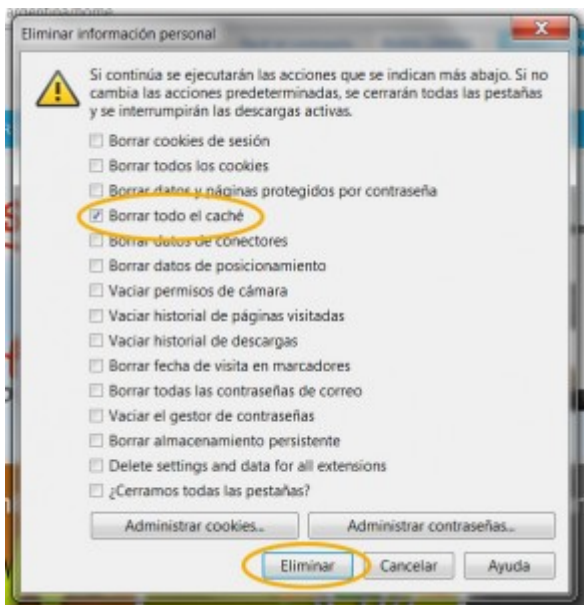 argentina/home
Eliminar información personal
Si continúa se ejecutarán las acciones que se indican más abajo. Si no
cambia las acciones predeterminadas, se cerrarán todas las pestañas
y se interrumpirán las descargas activas.
Borrar cookies de sesión
Borrar todos los cookies
Borrar datos y páginas protegidos por contraseña
Borrar todo el caché
Borrar datos de conectores
Borrar datos de posicionamiento
Vaciar permisos de cámara
Vaciar historial de páginas visitadas
Vaciar historial de descargas
Borrar fecha de visita en marcadores
Borrar todas las contraseñas de correo
Vaciar el gestor de contraseñas
Borrar almacenamiento persistente
Delete settings and data for all extensions
¿Cerramos todas las pestañas?
Administrar cookies... Administrar contraseñas...
Eliminar Cancelar Ayuda